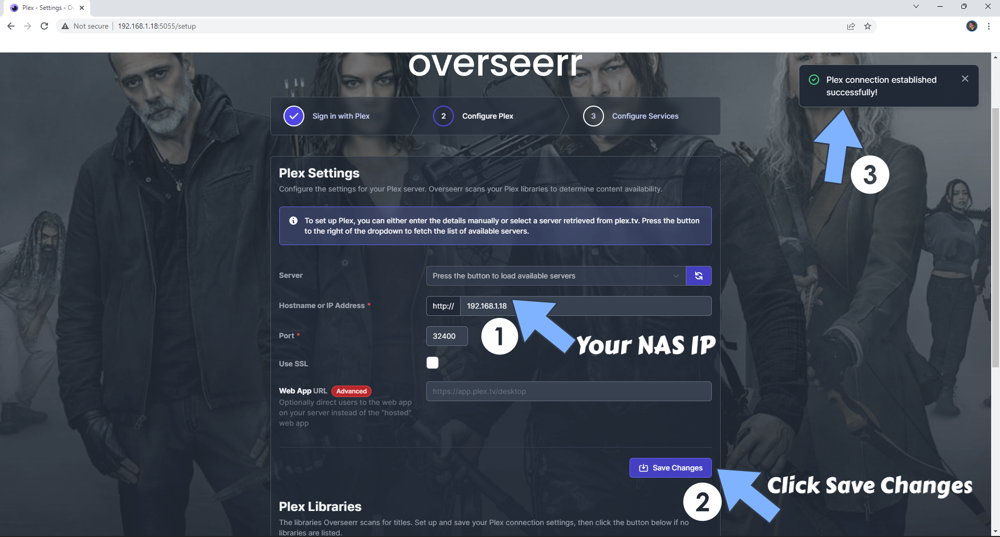 Plex - Settings - Ov
Not secure
192.168.1.18:5055/setup
overseerr
Plex connection established
successfully!
Sign in with Plex
2
Configure Plex
3
Configure Services
3
Plex Settings
Configure the settings for your Plex server. Overseerr scans your Plex libraries to determine content availability.
To set up Plex, you can either enter the details manually or select a server retrieved from plex.tv. Press the button
to the right of the dropdown to fetch the list of available servers.
Server
Press the button to load available servers
Hostname or IP Address *
http://
192.168.1.18
Port *
32400
1
Your NAS IP
Use SSL
Web App URL
Advanced
https://app.plex.tv/desktop
Optionally direct users to the web app
on your server instead of the "hosted"
web app
Save Changes
Click Save Changes
2
Plex Libraries
The libraries Overseerr scans for titles. Set up and save your Plex connection settings, then click the button below if no
libraries are listed.